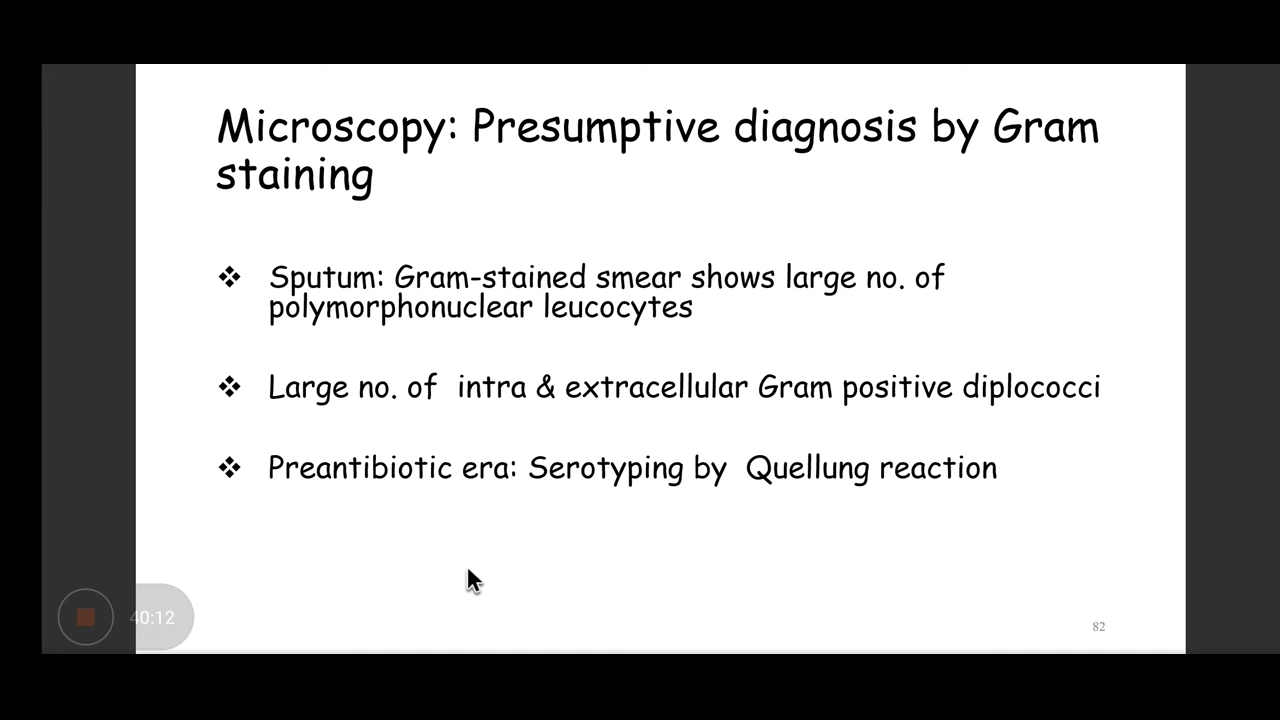 Microscopy: Presumptive diagnosis by Gram
staining
❖ Sputum: Gram-stained smear shows large no. of
polymorphonuclear leucocytes
❖ Large no. of intra & extracellular Gram positive diplococci
❖ Preantibiotic era: Serotyping by Quellung reaction
40:12
82